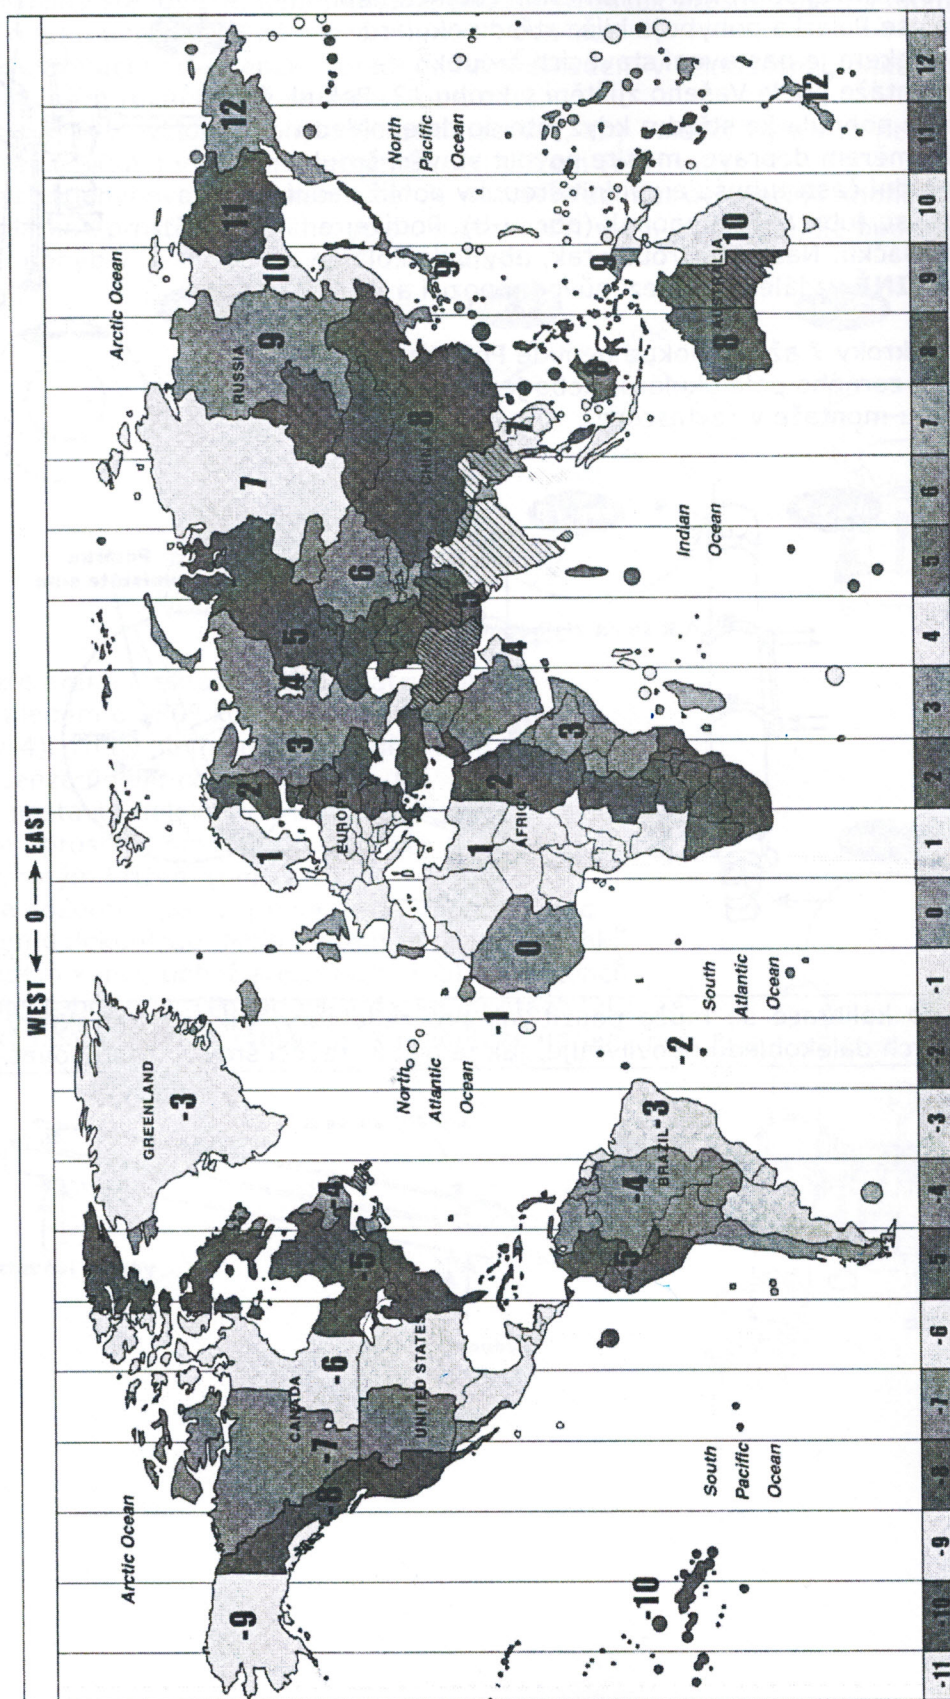 WEST ← 0 → EAST
Arctic Ocean
GREENLAND
-3
Arctic Ocean
-9
-8
-7
CANADA
-6
-5
-4
UNITED STATES
1
2
3
4
5
7
RUSSIA
9
10
11
12
EUROPE
6
CHINA
8
North
Atlantic
Ocean
North
Pacific
Ocean
-1
0
1
AFRICA
2
3
4
5
7
8
9
9
-5
-4
BRAZIL
-3
-2
-10
South
Pacific
Ocean
South
Atlantic
Ocean
Indian
Ocean
8
AUSTRALIA
10
12
-11 -10 -9 -8 -7 -6 -5 -4 -3 -2 -1 0 1 2 3 4 5 6 7 8 9 10 11 12